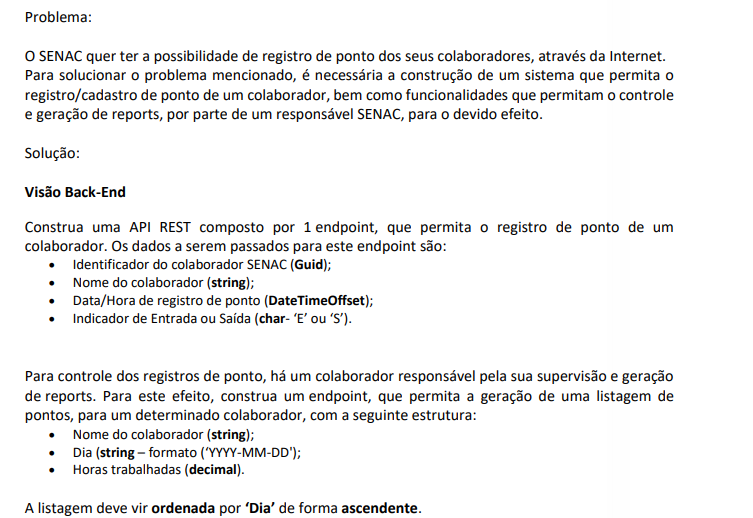 Problema:
O SENAC quer ter a possibilidade de registro de ponto dos seus colaboradores, através da Internet.
Para solucionar o problema mencionado, é necessária a construção de um sistema que permita o
registro/cadastro de ponto de um colaborador, bem como funcionalidades que permitam o controle
e geração de reports, por parte de um responsável SENAC, para o devido efeito.
Solução:
Visão Back-End
Construa uma API REST composto por 1 endpoint, que permita o registro de ponto de um
colaborador. Os dados a serem passados para este endpoint são:
• Identificador do colaborador SENAC (Guid);
• Nome do colaborador (string);
• Data/Hora de registro de ponto (DateTimeOffset);
• Indicador de Entrada ou Saída (char- ‘E’ ou ‘S’).
Para controle dos registros de ponto, há um colaborador responsável pela sua supervisão e geração
de reports. Para este efeito, construa um endpoint, que permita a geração de uma listagem de
pontos, para um determinado colaborador, com a seguinte estrutura:
• Nome do colaborador (string);
• Dia (string – formato (‘YYYY-MM-DD');
• Horas trabalhadas (decimal).
A listagem deve vir ordenada por ‘Dia’ de forma ascendente.